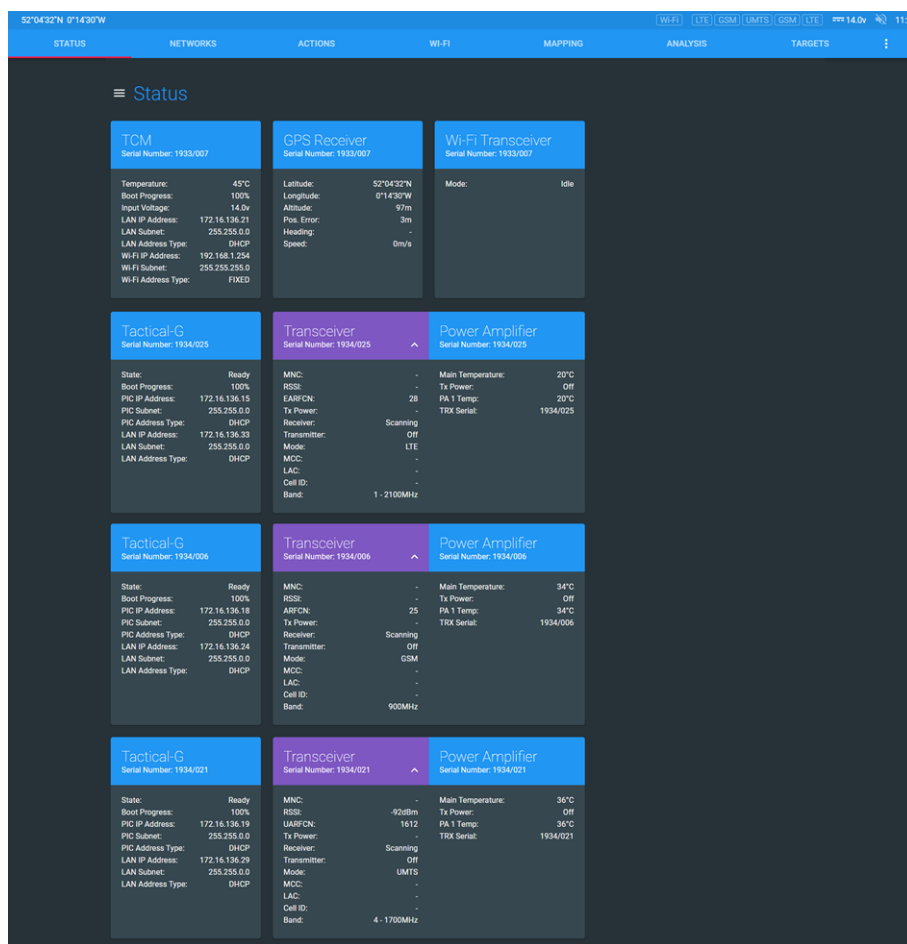 52°04'32"N 0°14'30"W Wi-Fi LTE GSM UMTS GSM LTE 14.0v 11:
STATUS NETWORKS ACTIONS WI-FI MAPPING ANALYSIS TARGETS
Status
TCM
Serial Number: 1933/007
Temperature: 45°C
Boot Progress: 100%
Input Voltage: 14.0v
LAN IP Address: 172.16.136.21
LAN Subnet: 255.255.0.0
LAN Address Type: DHCP
Wi-Fi IP Address: 192.168.1.254
Wi-Fi Subnet: 255.255.255.0
Wi-Fi Address Type: FIXED
GPS Receiver
Serial Number: 1933/007
Latitude: 52°04'32"N
Longitude: 0°14'30"W
Altitude: 97m
Pos. Error: 3m
Heading: -
Speed: 0m/s
Wi-Fi Transceiver
Serial Number: 1933/007
Mode: Idle
Tactical-G
Serial Number: 1934/025
State: Ready
Boot Progress: 100%
PIC IP Address: 172.16.136.15
PIC Subnet: 255.255.0.0
PIC Address Type: DHCP
LAN IP Address: 172.16.136.33
LAN Subnet: 255.255.0.0
LAN Address Type: DHCP
Transceiver
Serial Number: 1934/025
MNC: -
RSSI: -
EARFCN: 28
Tx Power: -
Receiver: Scanning
Transmitter: Off
Mode: LTE
MCC: -
LAC: -
Cell ID: -
Band: 1 - 2100MHz
Power Amplifier
Serial Number: 1934/025
Main Temperature: 20°C
Tx Power: Off
PA 1 Temp: 20°C
TRX Serial: 1934/025
Tactical-G
Serial Number: 1934/006
State: Ready
Boot Progress: 100%
PIC IP Address: 172.16.136.18
PIC Subnet: 255.255.0.0
PIC Address Type: DHCP
LAN IP Address: 172.16.136.24
LAN Subnet: 255.255.0.0
LAN Address Type: DHCP
Transceiver
Serial Number: 1934/006
MNC: -
RSSI: -
ARFCN: 25
Tx Power: -
Receiver: Scanning
Transmitter: Off
Mode: GSM
MCC: -
LAC: -
Cell ID: -
Band: 900MHz
Power Amplifier
Serial Number: 1934/006
Main Temperature: 34°C
Tx Power: Off
PA 1 Temp: 34°C
TRX Serial: 1934/006
Tactical-G
Serial Number: 1934/021
State: Ready
Boot Progress: 100%
PIC IP Address: 172.16.136.19
PIC Subnet: 255.255.0.0
PIC Address Type: DHCP
LAN IP Address: 172.16.136.29
LAN Subnet: 255.255.0.0
LAN Address Type: DHCP
Transceiver
Serial Number: 1934/021
MNC: -
RSSI: -92dBm
UARFCN: 1612
Tx Power: -
Receiver: Scanning
Transmitter: Off
Mode: UMTS
MCC: -
LAC: -
Cell ID: -
Band: 4 - 1700MHz
Power Amplifier
Serial Number: 1934/021
Main Temperature: 36°C
Tx Power: Off
PA 1 Temp: 36°C
TRX Serial: 1934/021